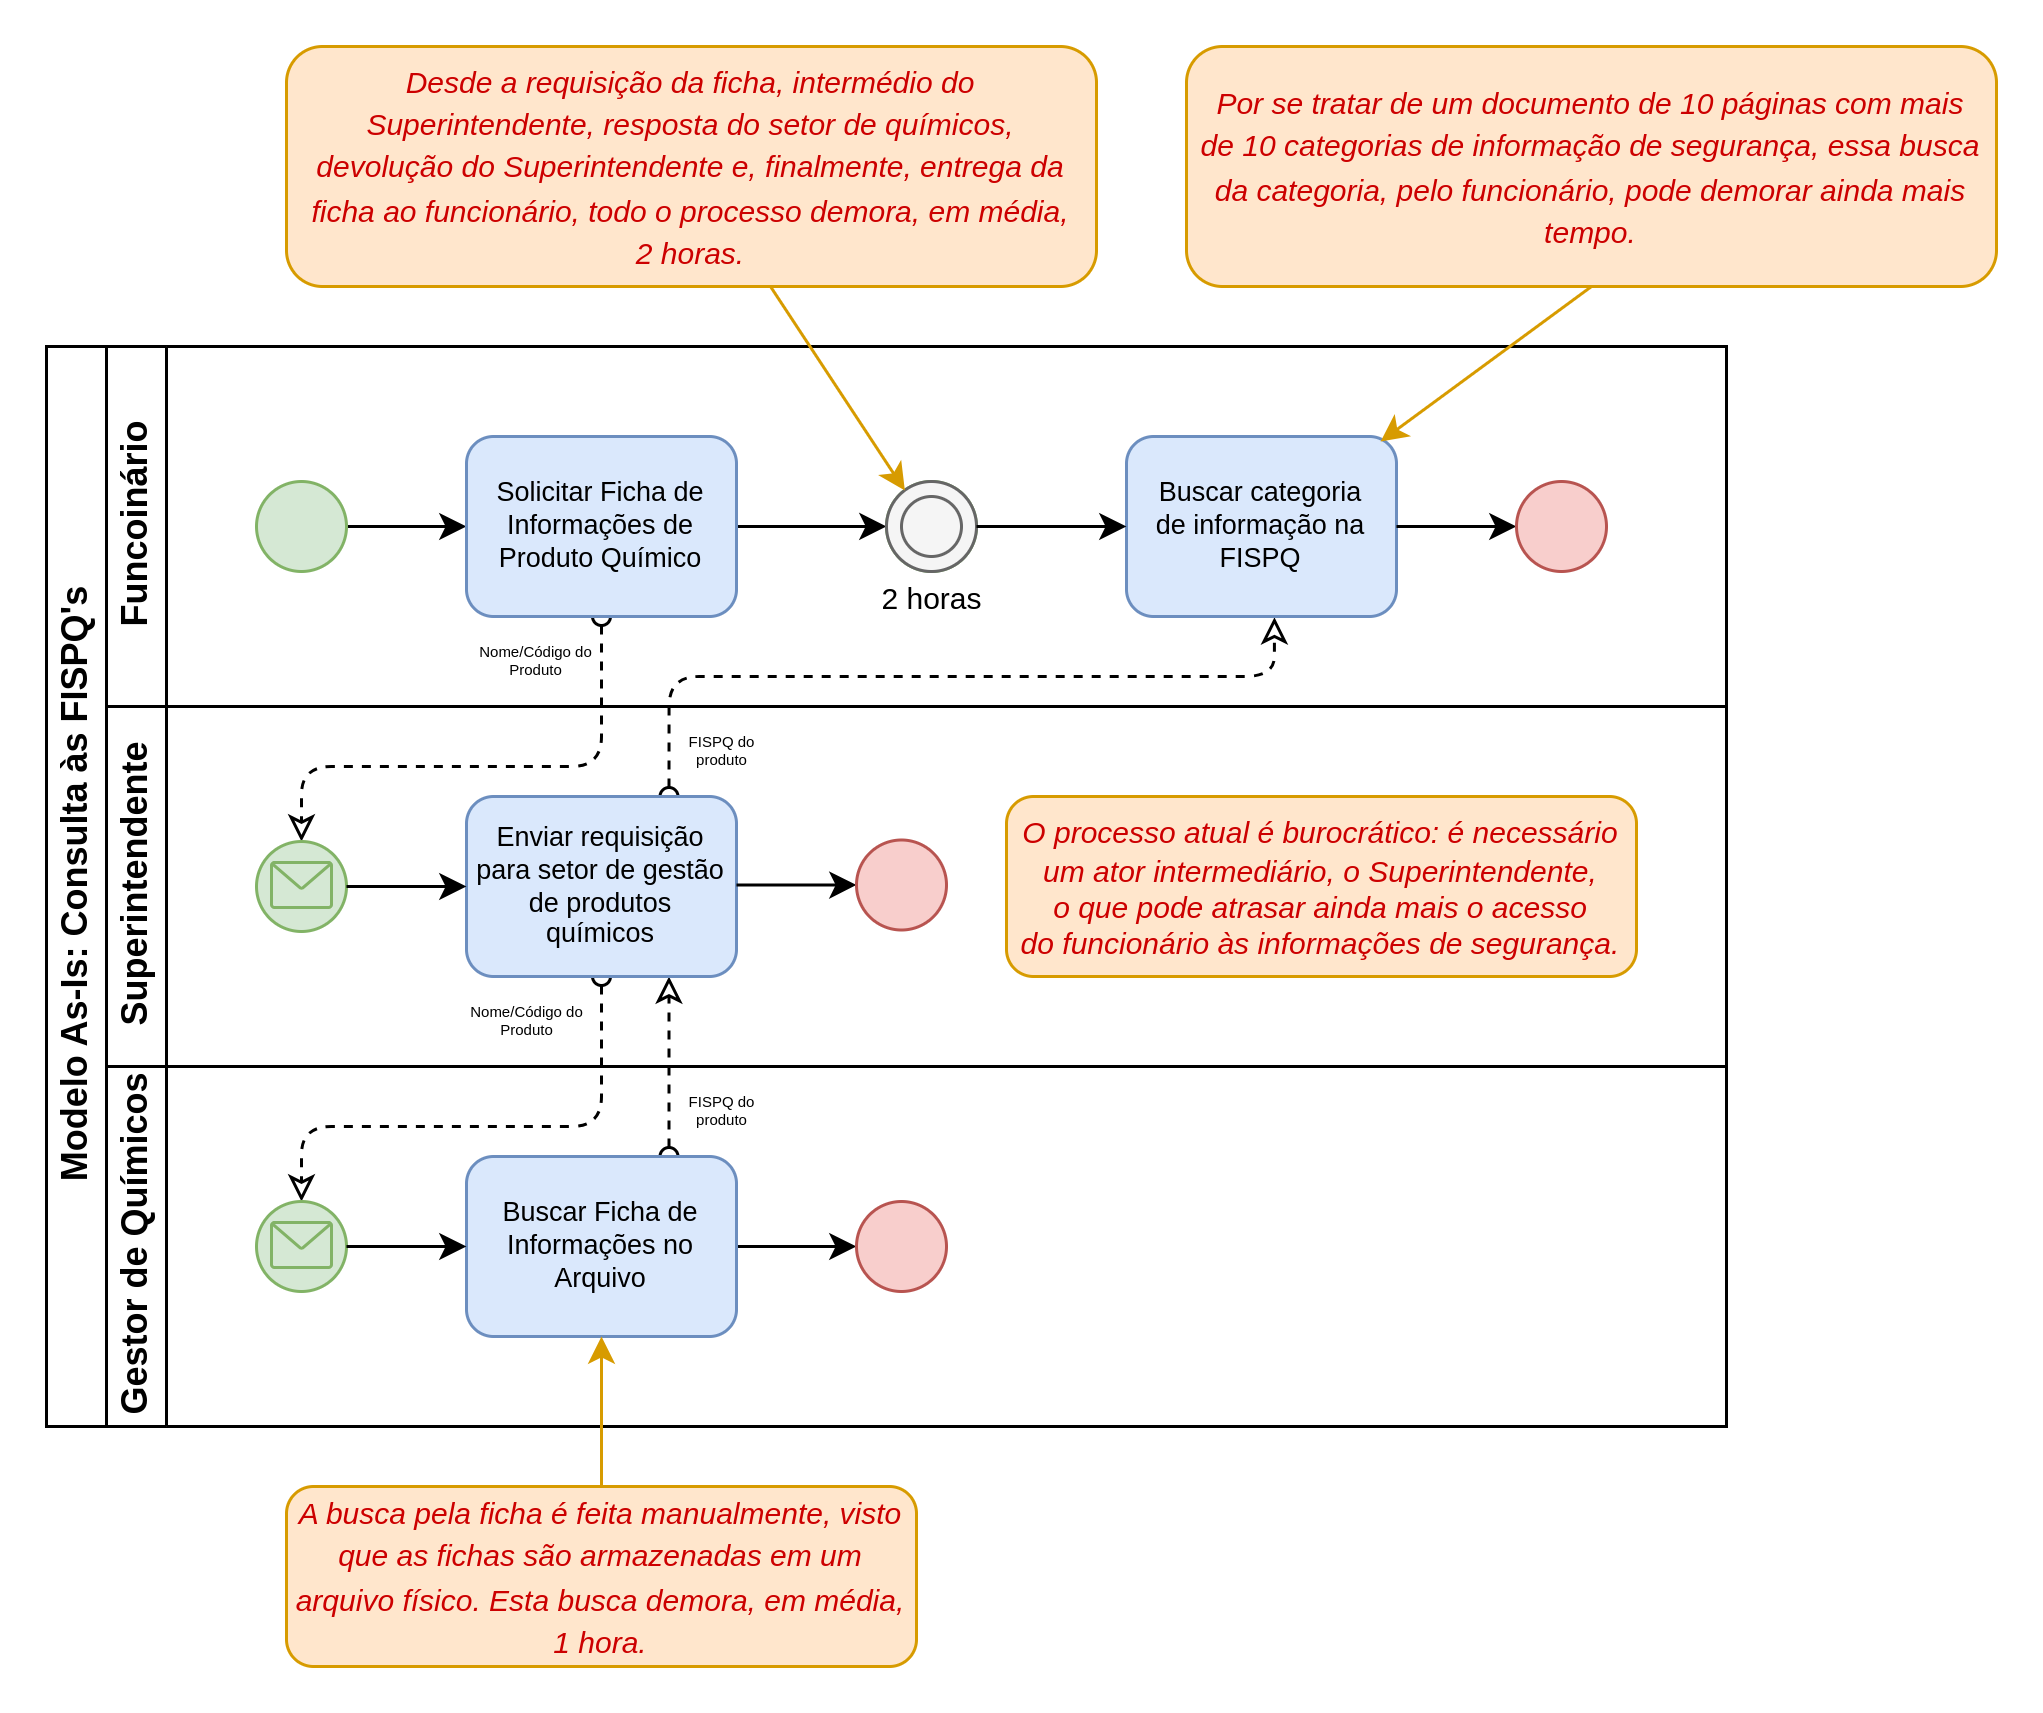 Desde a requisição da ficha, intermédio do
Superintendente, resposta do setor de químicos,
devolução do Superintendente e, finalmente, entrega da
ficha ao funcionário, todo o processo demora, em média,
2 horas.
Por se tratar de um documento de 10 páginas com mais
de 10 categorias de informação de segurança, essa busca
da categoria, pelo funcionário, pode demorar ainda mais
tempo.
Modelo As-Is: Consulta às FISPQ's
Funcoinário
Solicitar Ficha de
Informações de
Produto Químico
2 horas
Buscar categoria
de informação na
FISPQ
Nome/Código do
Produto
Superintendente
FISPQ do
produto
Enviar requisição
para setor de gestão
de produtos
químicos
O processo atual é burocrático: é necessário
um ator intermediário, o Superintendente,
o que pode atrasar ainda mais o acesso
do funcionário às informações de segurança.
Nome/Código do
Produto
Gestor de Químicos
FISPQ do
produto
Buscar Ficha de
Informações no
Arquivo
A busca pela ficha é feita manualmente, visto
que as fichas são armazenadas em um
arquivo físico. Esta busca demora, em média,
1 hora.